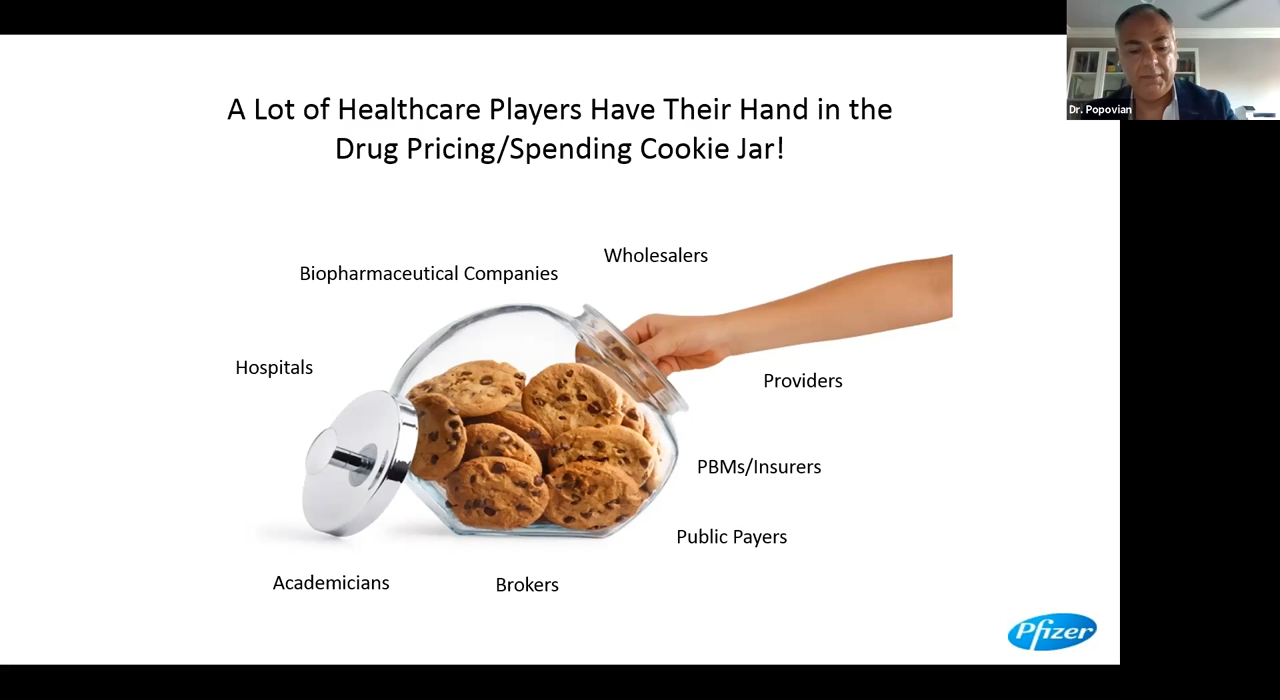 A Lot of Healthcare Players Have Their Hand in the
Drug Pricing/Spending Cookie Jar!
Dr. Popovian
Wholesalers
Biopharmaceutical Companies
Hospitals
Providers
PBMs/Insurers
Public Payers
Academicians
Brokers
Pfizer